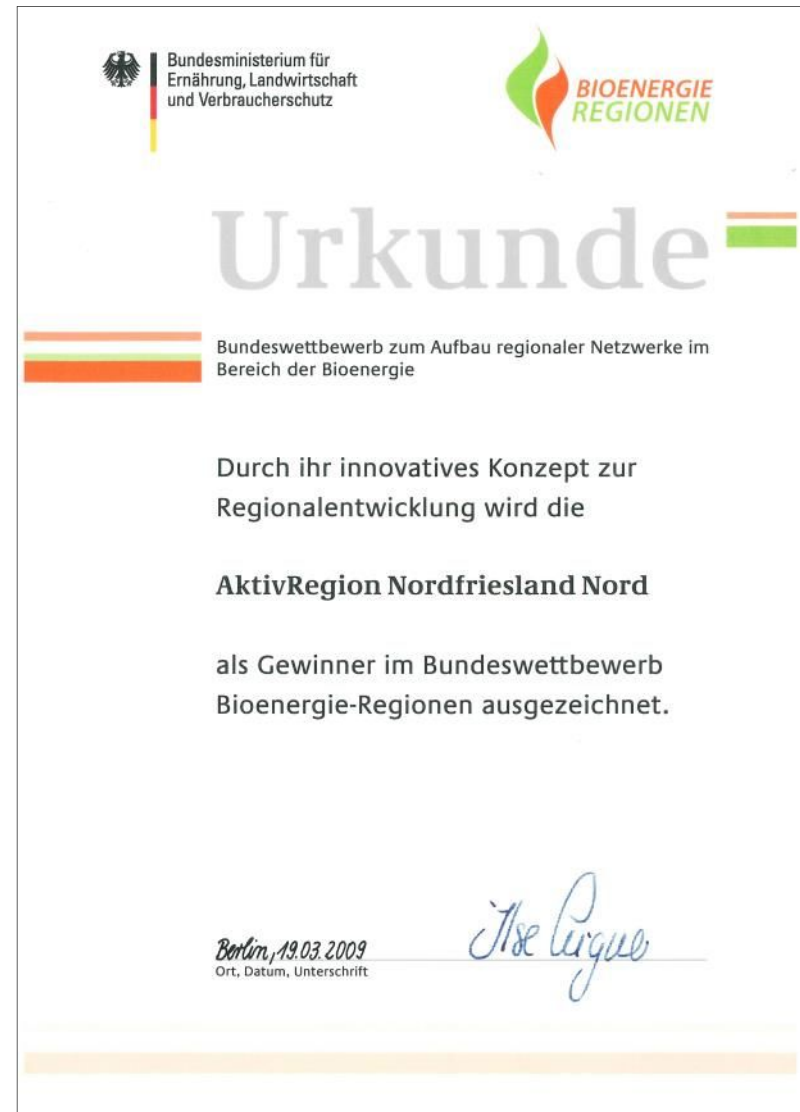 Bundesministerium für
Ernährung, Landwirtschaft
und Verbraucherschutz
BIOENERGIE
REGIONEN
Urkunde
Bundeswettbewerb zum Aufbau regionaler Netzwerke im
Bereich der Bioenergie
Durch ihr innovatives Konzept zur
Regionalentwicklung wird die
AktivRegion Nordfriesland Nord
als Gewinner im Bundeswettbewerb
Bioenergie-Regionen ausgezeichnet.
Berlin, 19.03.2009
Ilse
Ort, Datum, Unterschrift